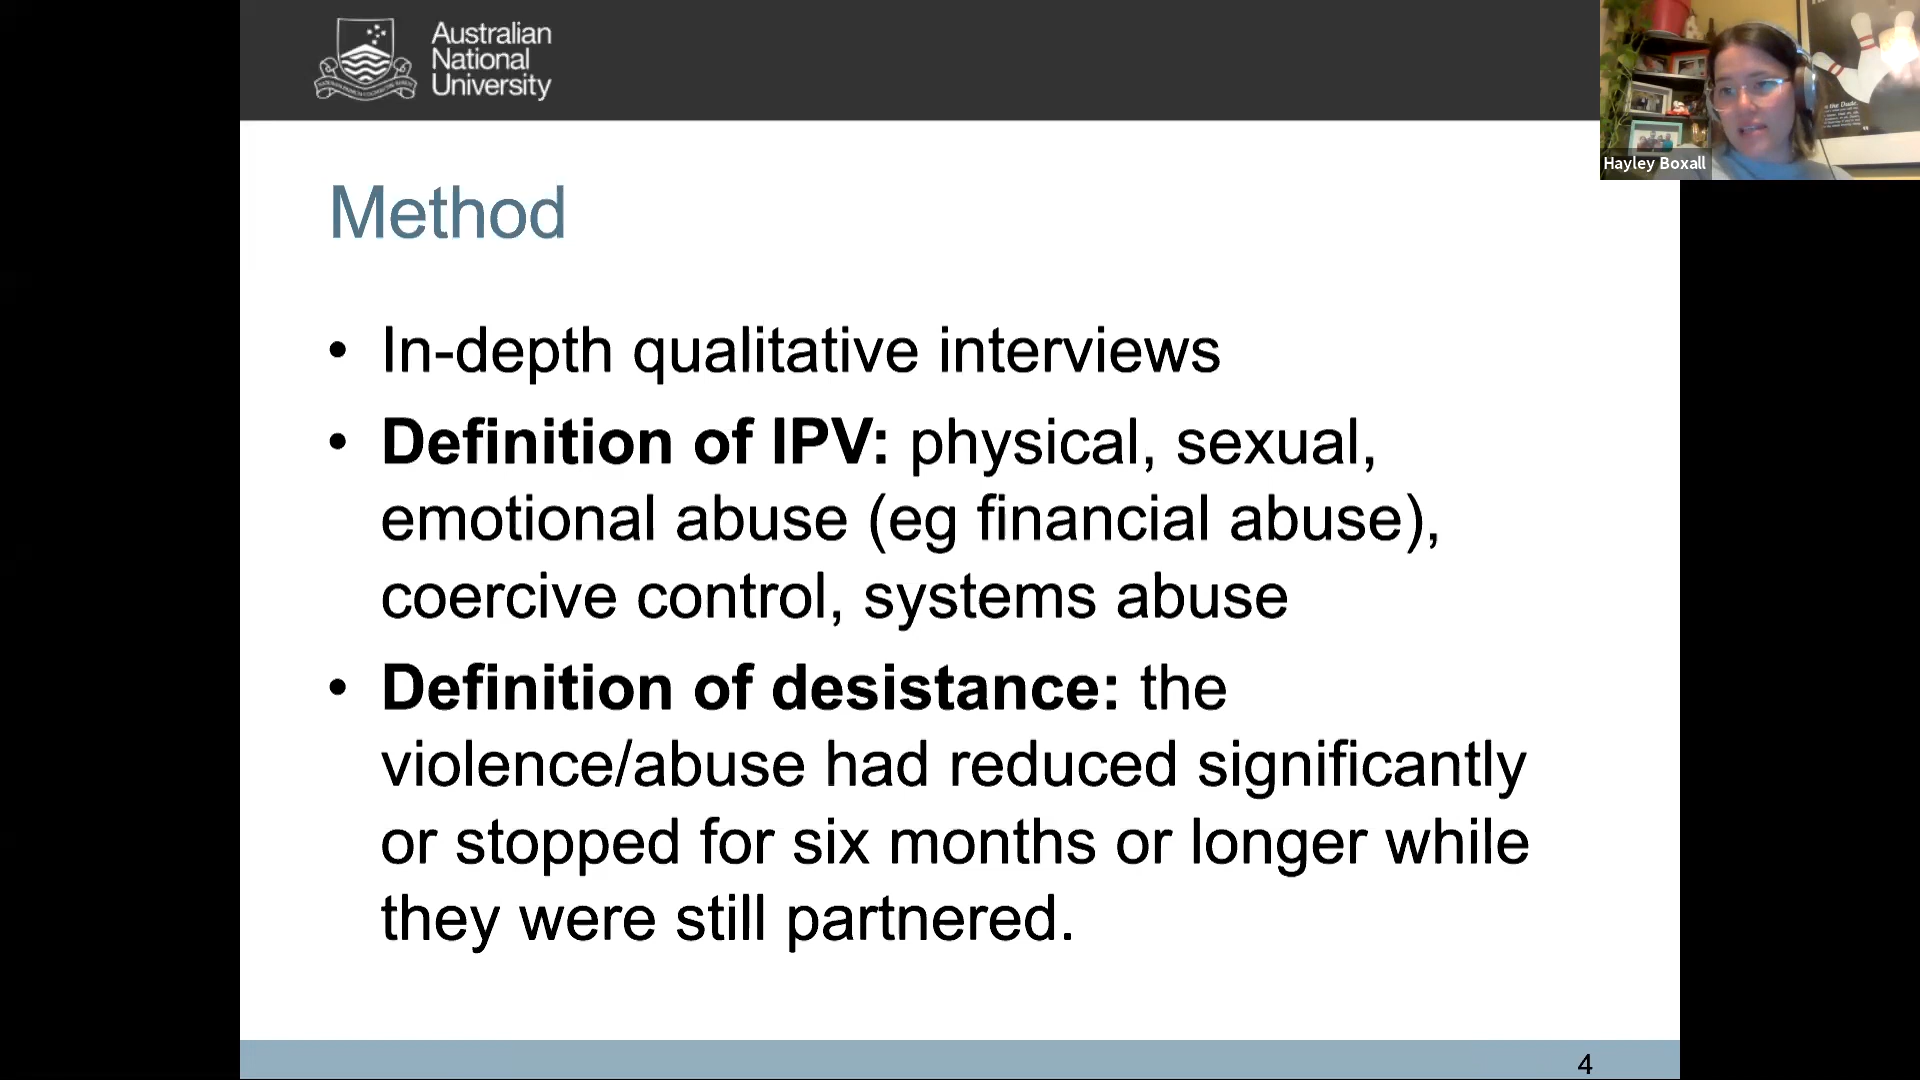 Australian
National
University
Hayley Boxall
Method
• In-depth qualitative interviews
• Definition of IPV: physical, sexual,
emotional abuse (eg financial abuse),
coercive control, systems abuse
• Definition of desistance: the
violence/abuse had reduced significantly
or stopped for six months or longer while
they were still partnered.
4